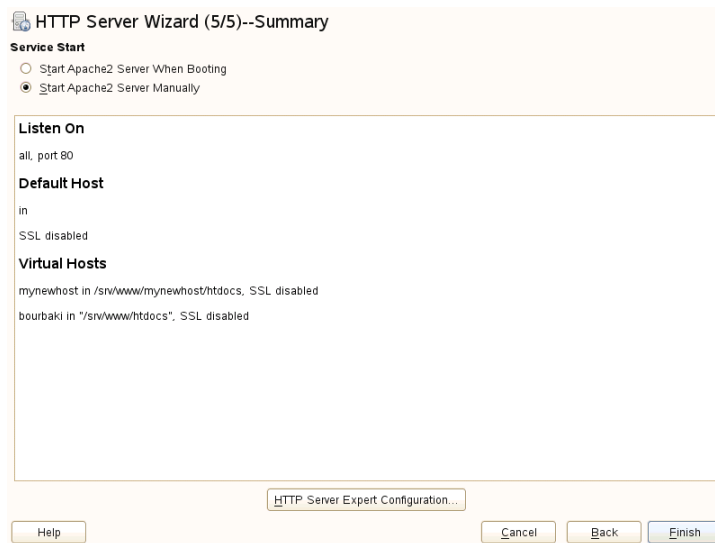 HTTP Server Wizard (5/5)--Summary
Service Start
Start Apache2 Server When Booting
Start Apache2 Server Manually
Listen On
all, port 80
Default Host
in
SSL disabled
Virtual Hosts
mynewhost in /srv/www/mynewhost/htdocs, SSL disabled
bourbaki in "/srv/www/htdocs", SSL disabled
HTTP Server Expert Configuration...
Help Cancel Back Finish